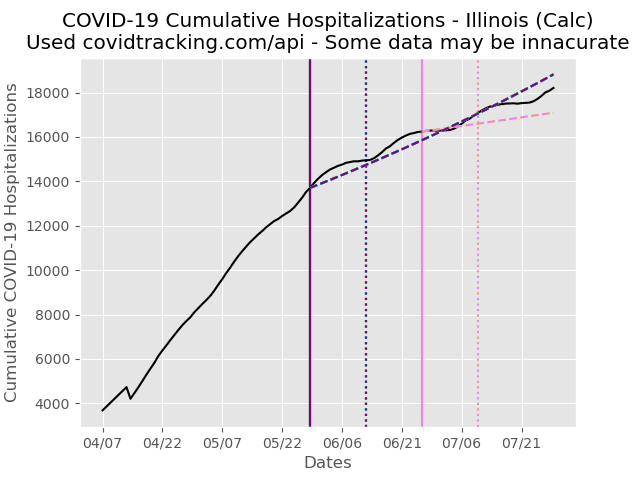 COVID-19 Cumulative Hospitalizations - Illinois (Calc)
Used covidtracking.com/api - Some data may be innacurate
Cumulative COVID-19 Hospitalizations
18000
16000
14000
12000
10000
8000
6000
4000
04/07 04/22 05/07 05/22 06/06 06/21 07/06 07/21
Dates